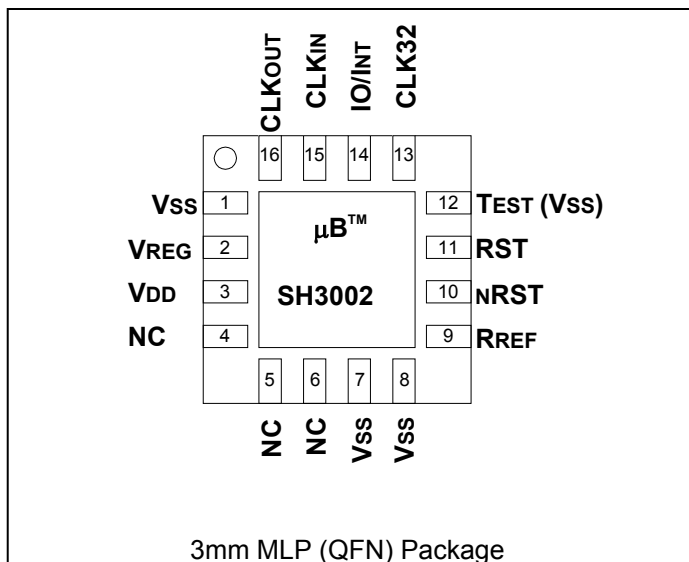 CLKOUT
CLKIN
IO/INT
CLK32
16 15 14 13
VSS 1
VREG 2
VDD 3
NC 4
µB™
SH3002
12 TEST (VSS)
11 RST
10 NRST
9 RREF
5 6 7 8
NC
NC
VSS
VSS
3mm MLP (QFN) Package